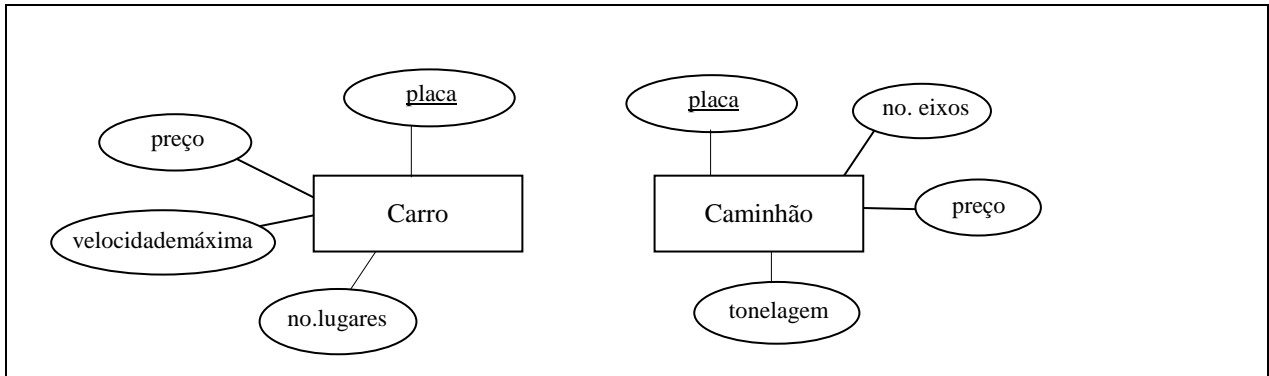 placa
placa
no. eixos
preço
Carro
Caminhão
preço
velocidademáxima
no.lugares
tonelagem